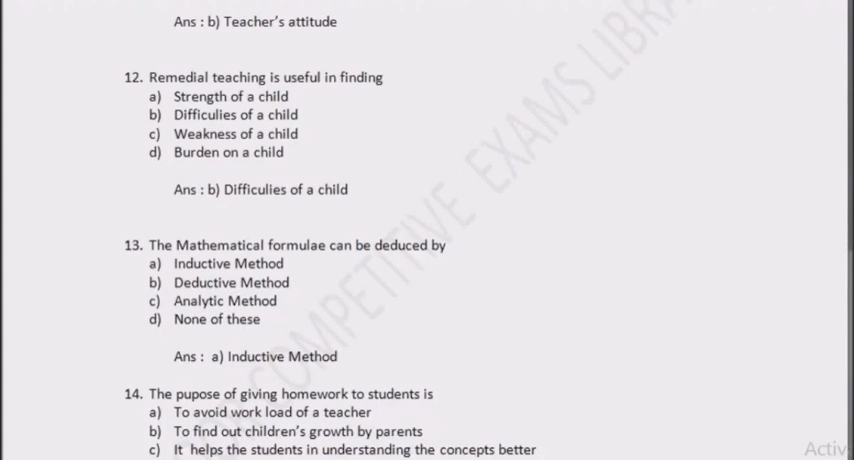 Ans : b) Teacher's attitude
12. Remedial teaching is useful in finding
a) Strength of a child
b) Difficulies of a child
c) Weakness of a child
d) Burden on a child
Ans : b) Difficulies of a child
13. The Mathematical formulae can be deduced by
a) Inductive Method
b) Deductive Method
c) Analytic Method
d) None of these
Ans : a) Inductive Method
14. The pupose of giving homework to students is
a) To avoid work load of a teacher
b) To find out children's growth by parents
c) It helps the students in understanding the concepts better
COMPETITIVE EXAMS LIBR
Activ